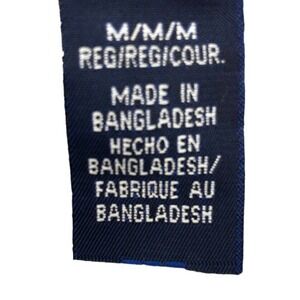 M/M/M
REG/REG/COUR.
MADE IN
BANGLADESH
HECHO EN
BANGLADESH/
FABRIQUE AU
BANGLADESH